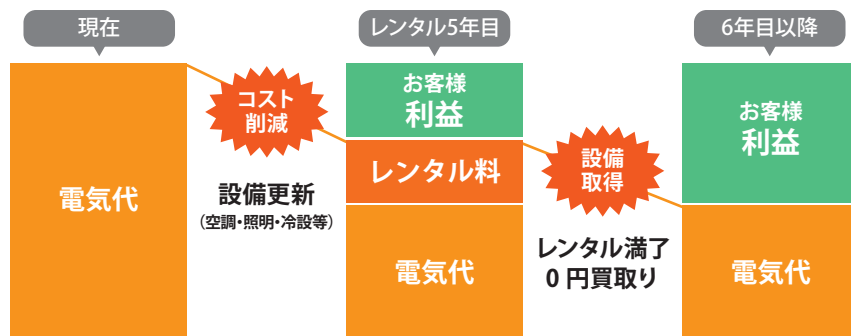 現在
レンタル5年目
6年目以降
電気代
コスト
削減
設備更新
(空調・照明・冷設等)
お客様
利益
レンタル料
電気代
設備
取得
レンタル満了
0 円買取り
お客様
利益
電気代